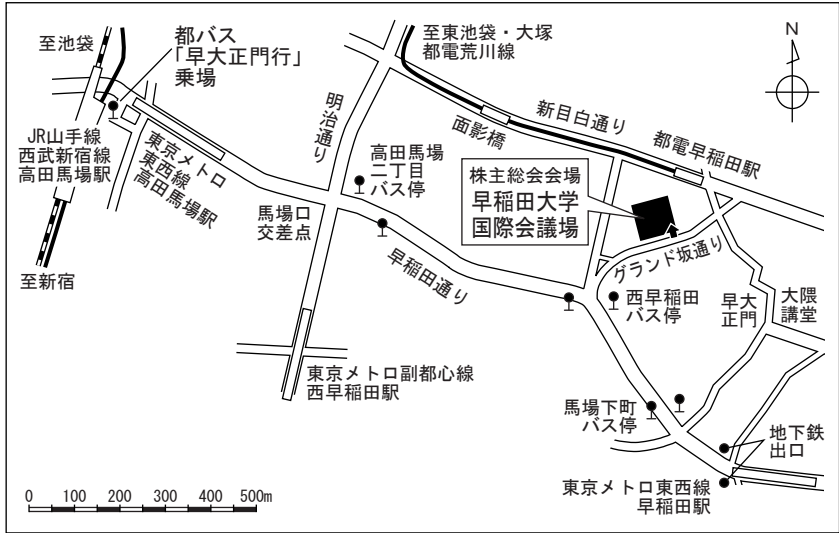 至池袋
都バス
「早大正門行」
乗場
至東池袋・大塚
都電荒川線
N
明治通り
面影橋
新目白通り
都電早稲田駅
JR山手線
西武新宿線
高田馬場駅
東京メトロ
東西線
高田馬場駅
高田馬場
二丁目
バス停
株主総会会場
早稲田大学
国際会議場
馬場口
交差点
早稲田通り
グランド坂通り
至新宿
西早稲田
バス停
早大
正門
大隈
講堂
東京メトロ副都心線
西早稲田駅
馬場下町
バス停
地下鉄
出口
東京メトロ東西線
早稲田駅
0 100 200 300 400 500m